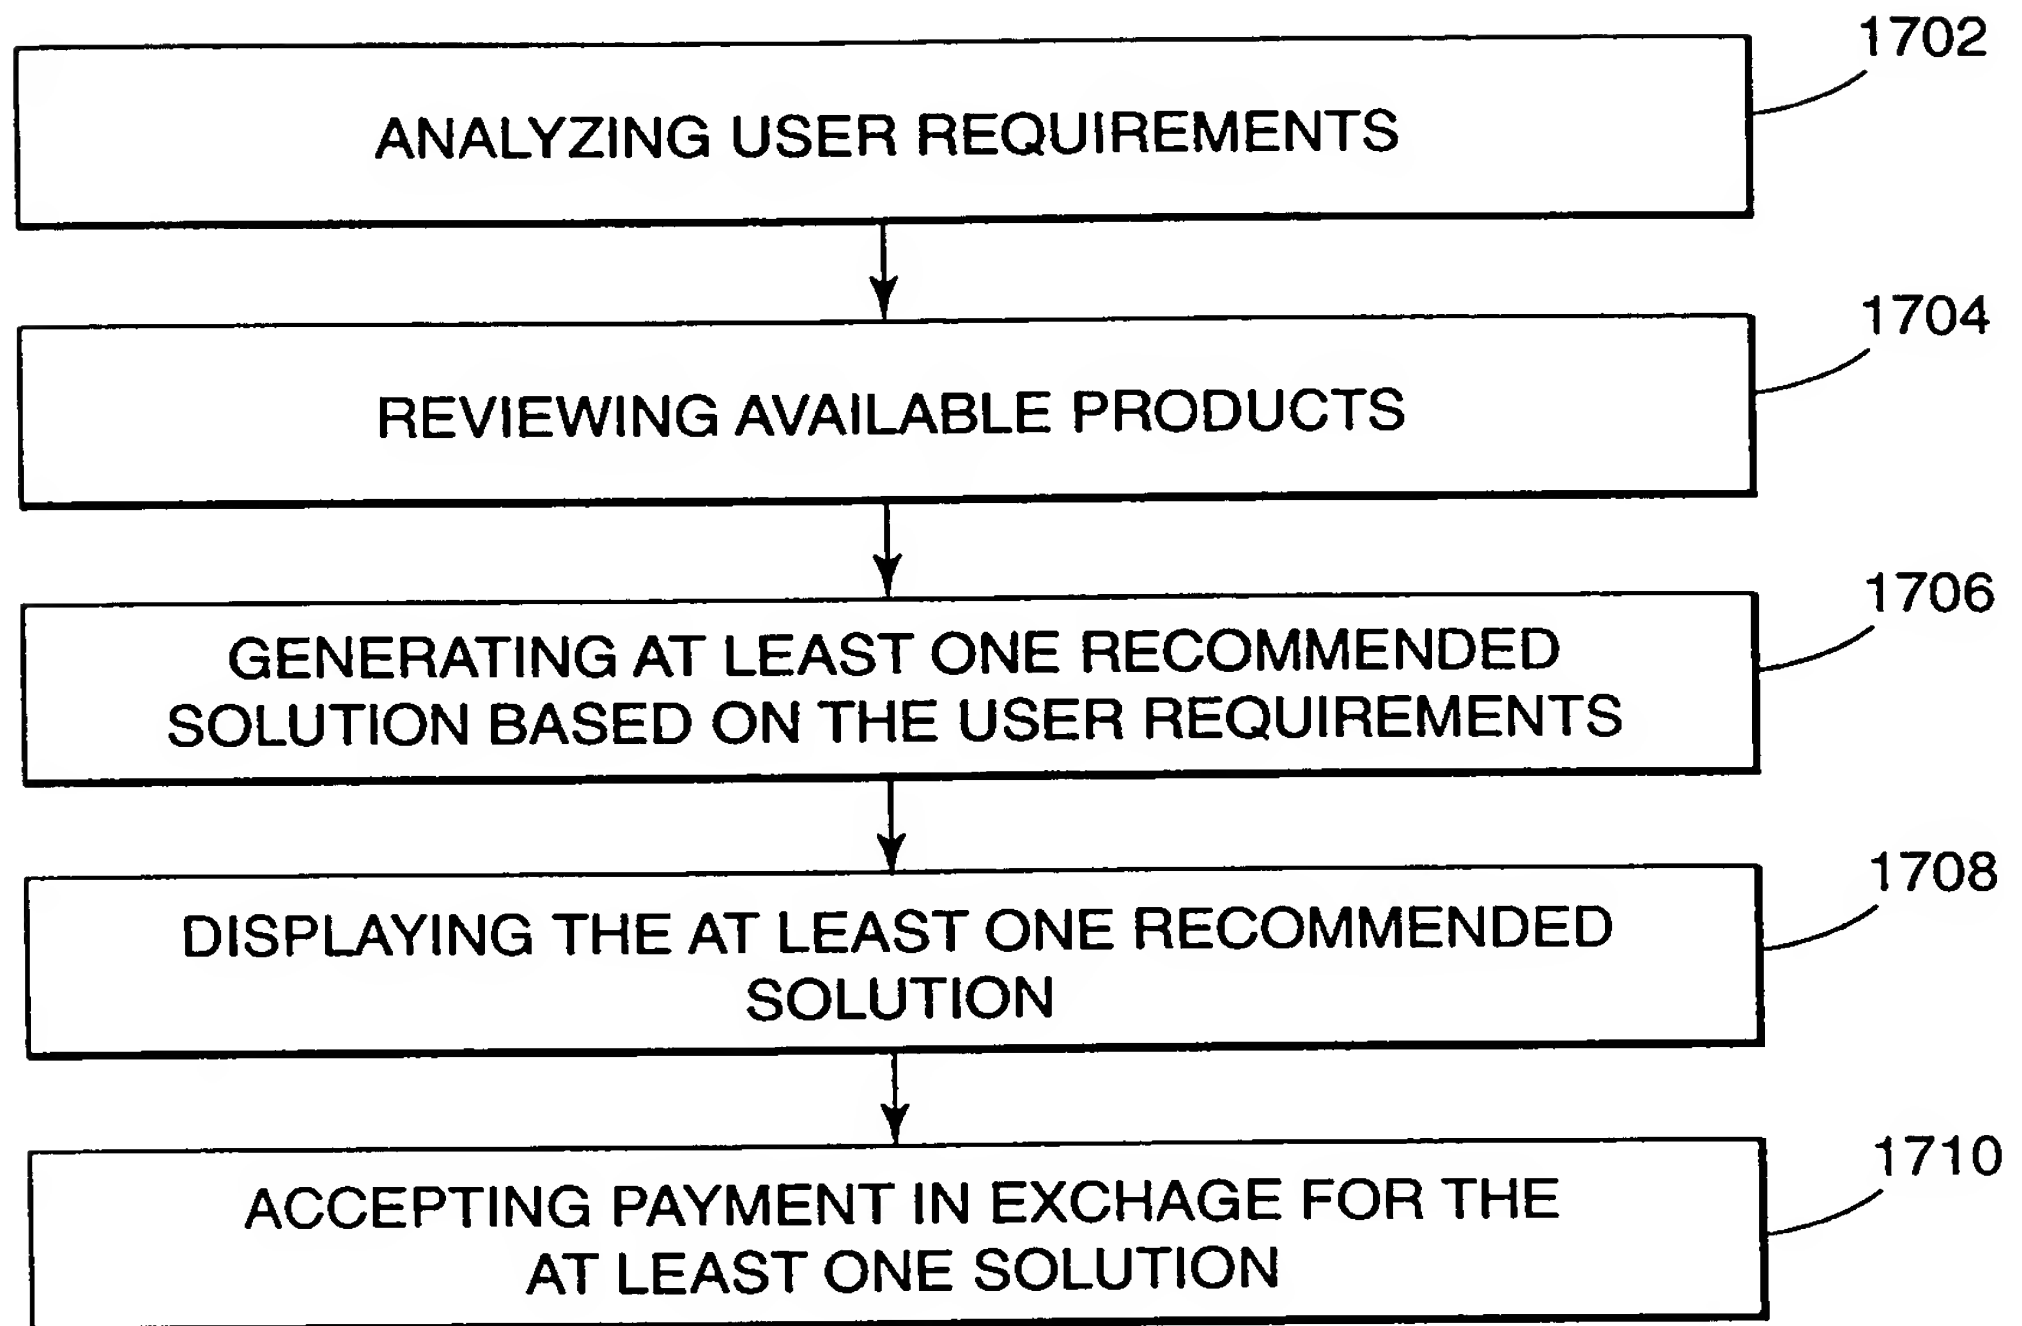 1702
ANALYZING USER REQUIREMENTS
1704
REVIEWING AVAILABLE PRODUCTS
1706
GENERATING AT LEAST ONE RECOMMENDED
SOLUTION BASED ON THE USER REQUIREMENTS
1708
DISPLAYING THE AT LEAST ONE RECOMMENDED
SOLUTION
1710
ACCEPTING PAYMENT IN EXCHAGE FOR THE
AT LEAST ONE SOLUTION